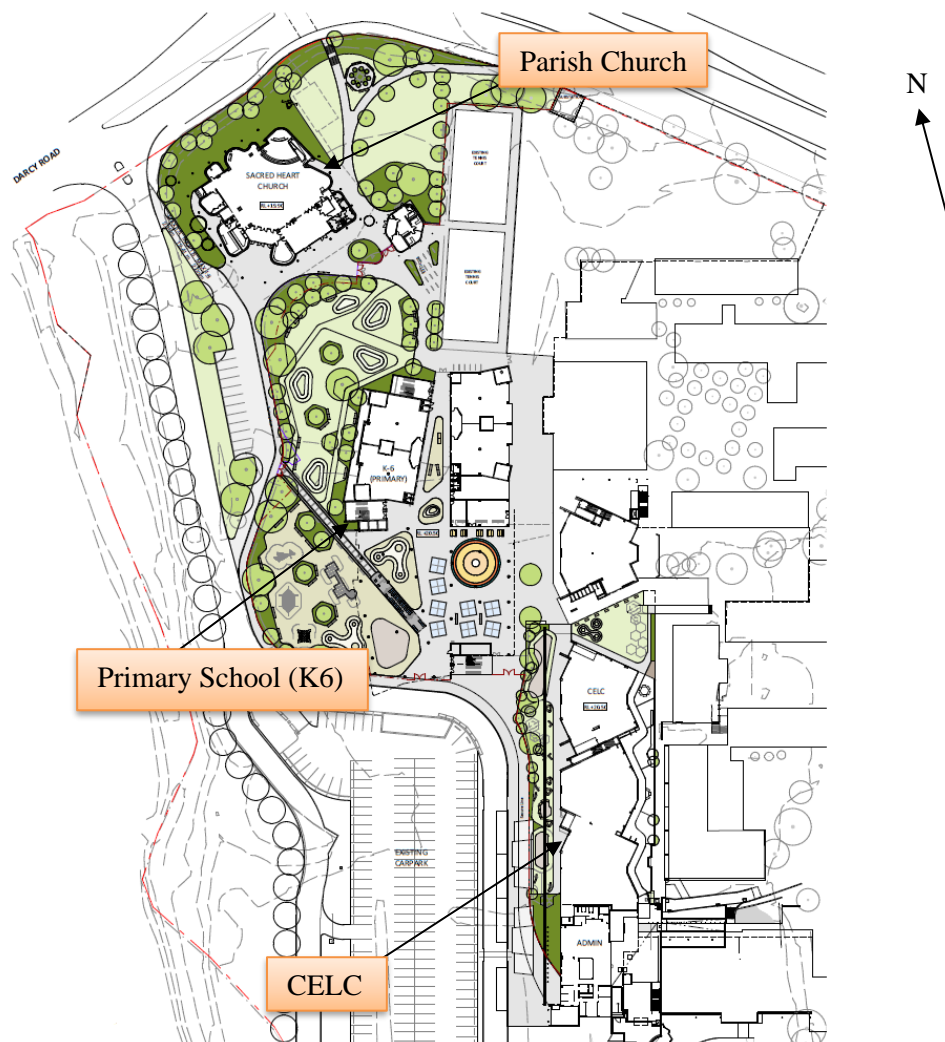 Parish Church
N
DARCY ROAD
SACRED HEART
CHURCH
EXISTING
TENNIS
COURT
EXISTING
TENNIS
COURT
K-6
(PRIMARY)
Primary School (K6)
CELC
EXISTING
CARPARK
ADMIN
CELC